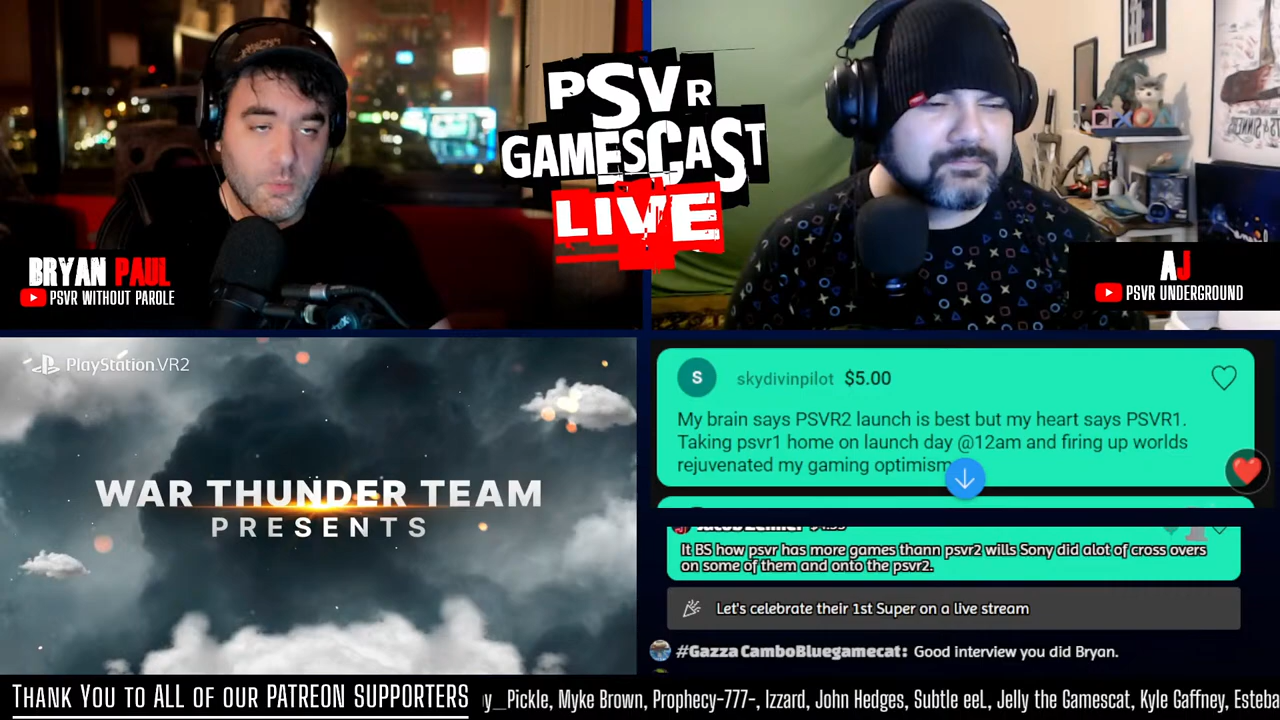 PSVR
GAMESCAST
LIVE
BRYAN PAUL
PSVR WITHOUT PAROLE
AJ
PSVR UNDERGROUND
PlayStation VR2
WAR THUNDER TEAM
PRESENTS
S
skydivinpilot $5.00
My brain says PSVR2 launch is best but my heart says PSVR1.
Taking psvr1 home on launch day @12am and firing up worlds
rejuvenated my gaming optimism
It BS how psvr has more games thann psvr2 wills Sony did alot of cross overs
on some of them and onto the psvr2.
Let's celebrate their 1st Super on a live stream
#Gazza CamboBluegamecat: Good interview you did Bryan.
THANK YOU TO ALL OF OUR PATREON SUPPORTERS
y_Pickle, Myke Brown, Prophecy-777-, Izzard, John Hedges, Subtle eel, Jelly the Gamescat, Kyle Gaffney, Esteba